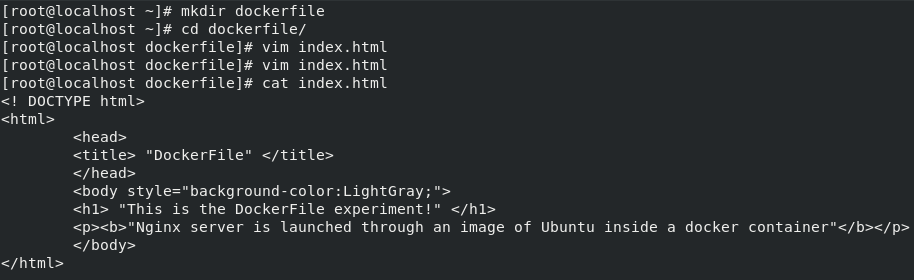 [root@localhost ~]# mkdir dockerfile
[root@localhost ~]# cd dockerfile/
[root@localhost dockerfile]# vim index.html
[root@localhost dockerfile]# vim index.html
[root@localhost dockerfile]# cat index.html
<! DOCTYPE html>
<html>
        <head>
        <title> "DockerFile" </title>
        </head>
        <body style="background-color:LightGray;">
        <h1> "This is the DockerFile experiment!" </h1>
        <p><b>"Nginx server is launched through an image of Ubuntu inside a docker container"</b></p>
        </body>
</html>